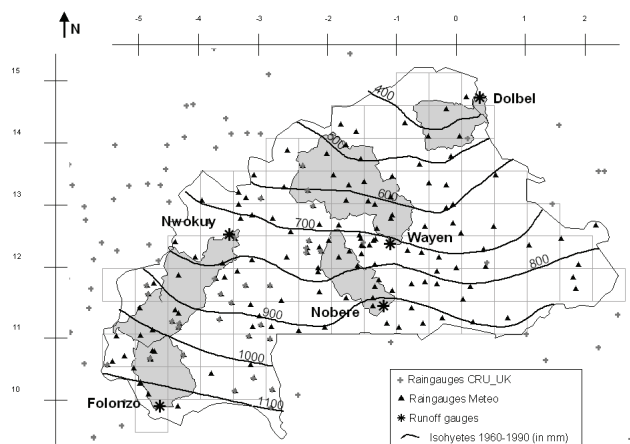 N
-5 -4 -3 -2 -1 0 1 2
15
14
13
12
11
10
400
Dolbel
500
600
Nwokuy
700
Wayen
800
Nobere
900
1000
1100
Folonzo
Raingauges CRU_UK
Raingauges Meteo
Runoff gauges
Isohyetes 1960-1990 (in mm)